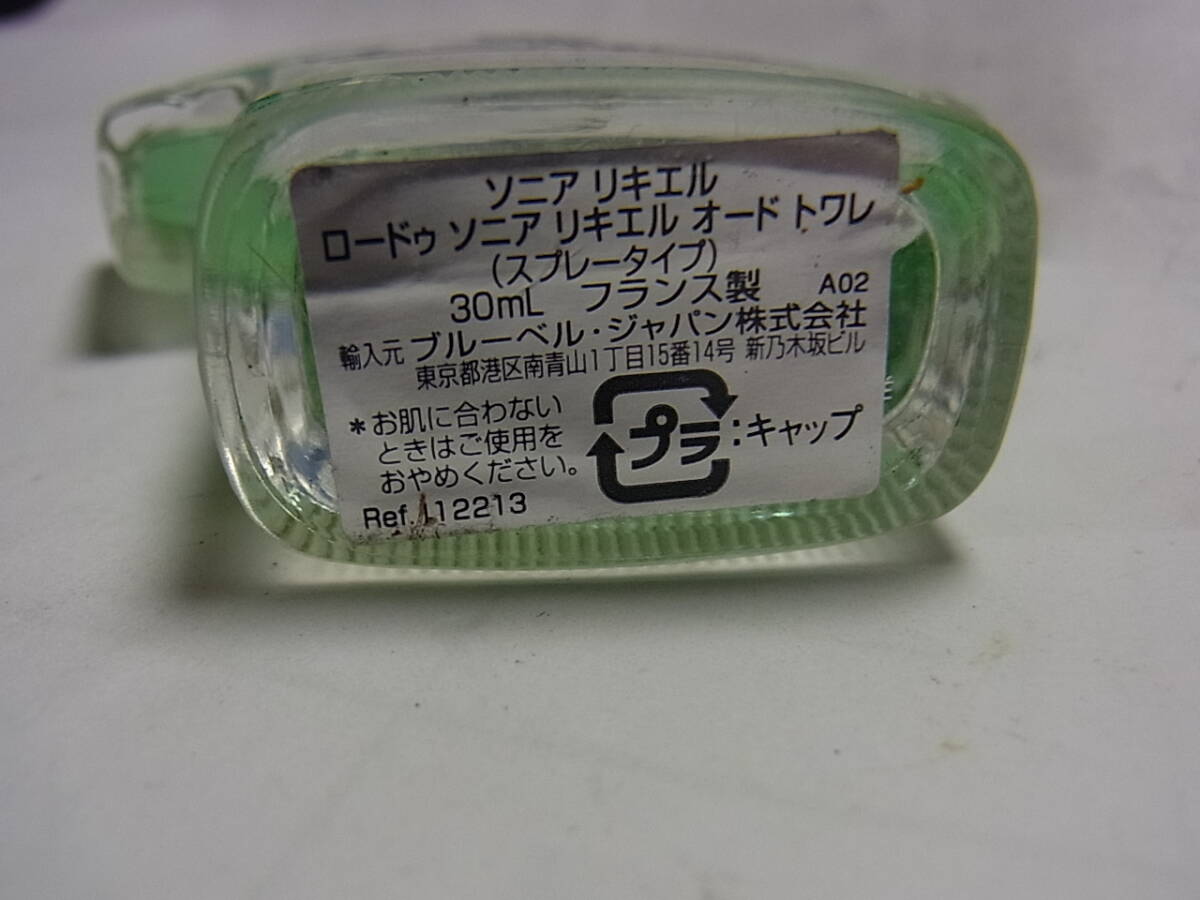 ソニア リキエル
ロードゥ ソニア リキエル オード トワレ
(スプレータイプ)
30mL フランス製 A02
輸入元 ブルーベル・ジャパン株式会社
東京都港区南青山1丁目15番14号 新乃木坂ビル
*お肌に合わない
ときはご使用を
おやめください。
プラ:キャップ
Ref. 112213